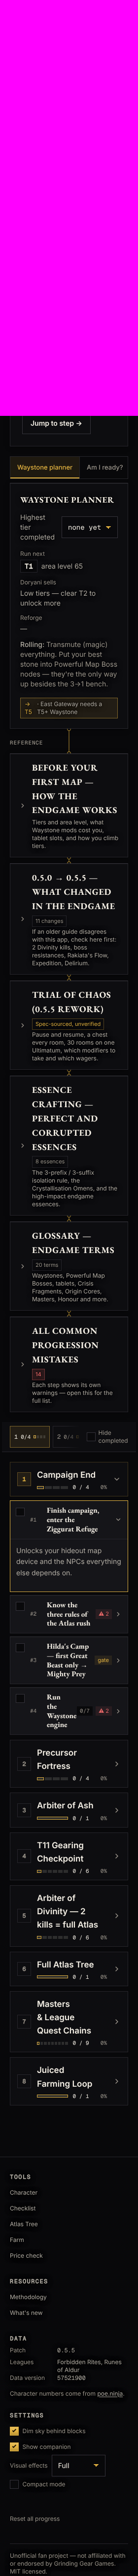 Jump to step →
Waystone planner
Am I ready?
WAYSTONE PLANNER
Highest
tier
completed
none yet
Run next
T1 area level 65
Doryani sells
Low tiers — clear T2 to
unlock more
Reforge
—
Rolling: Transmute (magic)
everything. Put your best
stone into Powerful Map Boss
nodes — they're the only way
up besides the 3→1 bench.
→ T5
· East Gateway needs a
T5+ Waystone
REFERENCE
BEFORE YOUR
FIRST MAP —
HOW THE
ENDGAME WORKS
Tiers and area level, what
Waystone mods cost you,
tablet slots, and how you climb
tiers.
0.5.0 → 0.5.5 —
WHAT CHANGED
IN THE ENDGAME
11 changes
If an older guide disagrees
with this app, check here first:
2 Divinity kills, boss
resistances, Rakiata's Flow,
Expedition, Delirium.
TRIAL OF CHAOS
(0.5.5 REWORK)
Spec-sourced, unverified
Pause and resume, a chest
every room, 30 rooms on one
Ultimatum, which modifiers to
take and which wagers.
ESSENCE
CRAFTING —
PERFECT AND
CORRUPTED
ESSENCES
8 essences
The 3-prefix / 3-suffix
isolation rule, the
Crystallisation Omens, and the
high-impact endgame
essences.
GLOSSARY —
ENDGAME TERMS
20 terms
Waystones, Powerful Map
Bosses, tablets, Crisis
Fragments, Origin Cores,
Masters, Honour and more.
ALL COMMON
PROGRESSION
MISTAKES
14
Each step shows its own
warnings — open this for the
full list.
1 0/4
2 0/4
Hide
completed
1
Campaign End
0 / 4 0%
#1
Finish campaign,
enter the
Ziggurat Refuge
Unlocks your hideout map
device and the NPCs everything
else depends on.
#2
Know the
three rules of
the Atlas rush
▲ 2
#3
Hilda's Camp
— first Great
Beast only →
Mighty Prey
gate
#4
Run
the
Waystone
engine
0/7
▲ 2
2
Precursor
Fortress
0 / 4 0%
3
Arbiter of Ash
0 / 1 0%
4
T11 Gearing
Checkpoint
0 / 6 0%
5
Arbiter of
Divinity — 2
kills = full Atlas
0 / 6 0%
6
Full Atlas Tree
0 / 1 0%
7
Masters
& League
Quest Chains
0 / 9 0%
8
Juiced
Farming Loop
0 / 1 0%
TOOLS
Character
Checklist
Atlas Tree
Farm
Price check
RESOURCES
Methodology
What's new
DATA
Patch 0.5.5
Leagues Forbidden Rites, Runes
of Aldur
Data version 57521900
Character numbers come from poe.ninja.
SETTINGS
Dim sky behind blocks
Show companion
Visual effects Full
Compact mode
Reset all progress
Unofficial fan project — not affiliated with
or endorsed by Grinding Gear Games.
MIT licensed.